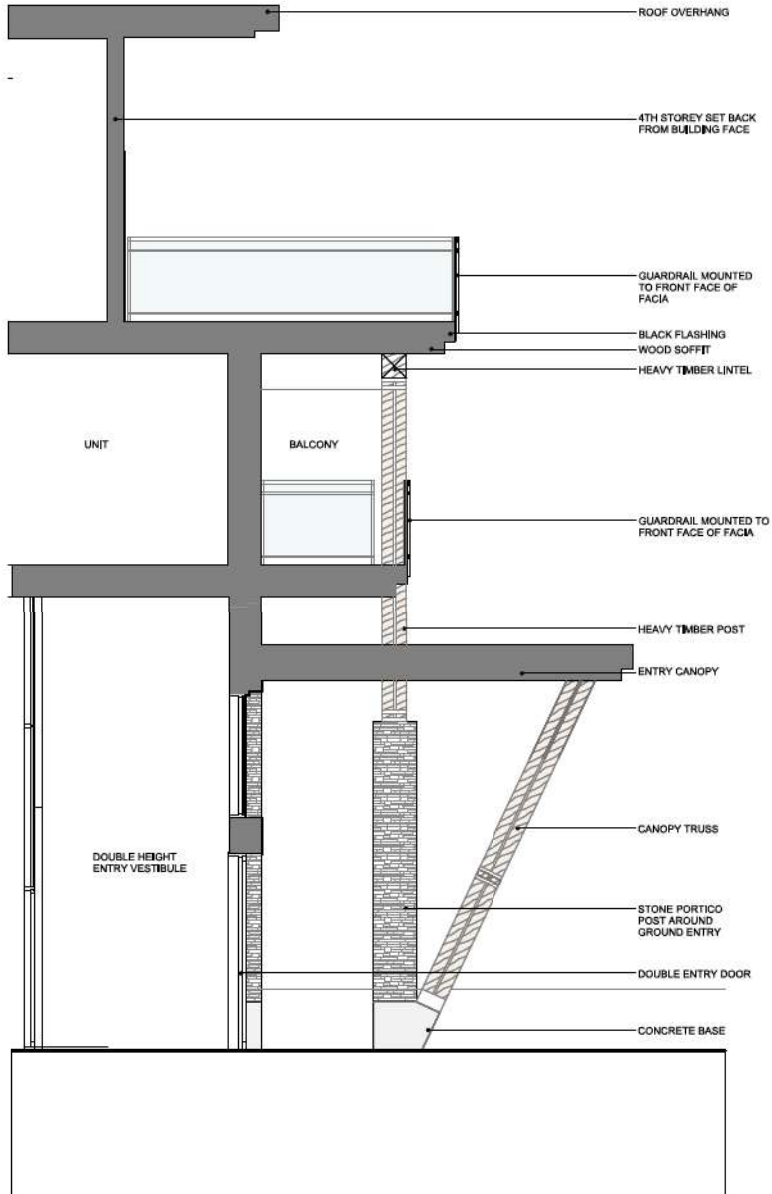 ROOF OVERHANG
4TH STOREY SET BACK
FROM BUILDING FACE
GUARDRAIL MOUNTED
TO FRONT FACE OF
FACIA
BLACK FLASHING
WOOD SOFFIT
HEAVY TIMBER LINTEL
UNIT
BALCONY
GUARDRAIL MOUNTED TO
FRONT FACE OF FACIA
HEAVY TIMBER POST
ENTRY CANOPY
CANOPY TRUSS
DOUBLE HEIGHT
ENTRY VESTIBULE
STONE PORTICO
POST AROUND
GROUND ENTRY
DOUBLE ENTRY DOOR
CONCRETE BASE